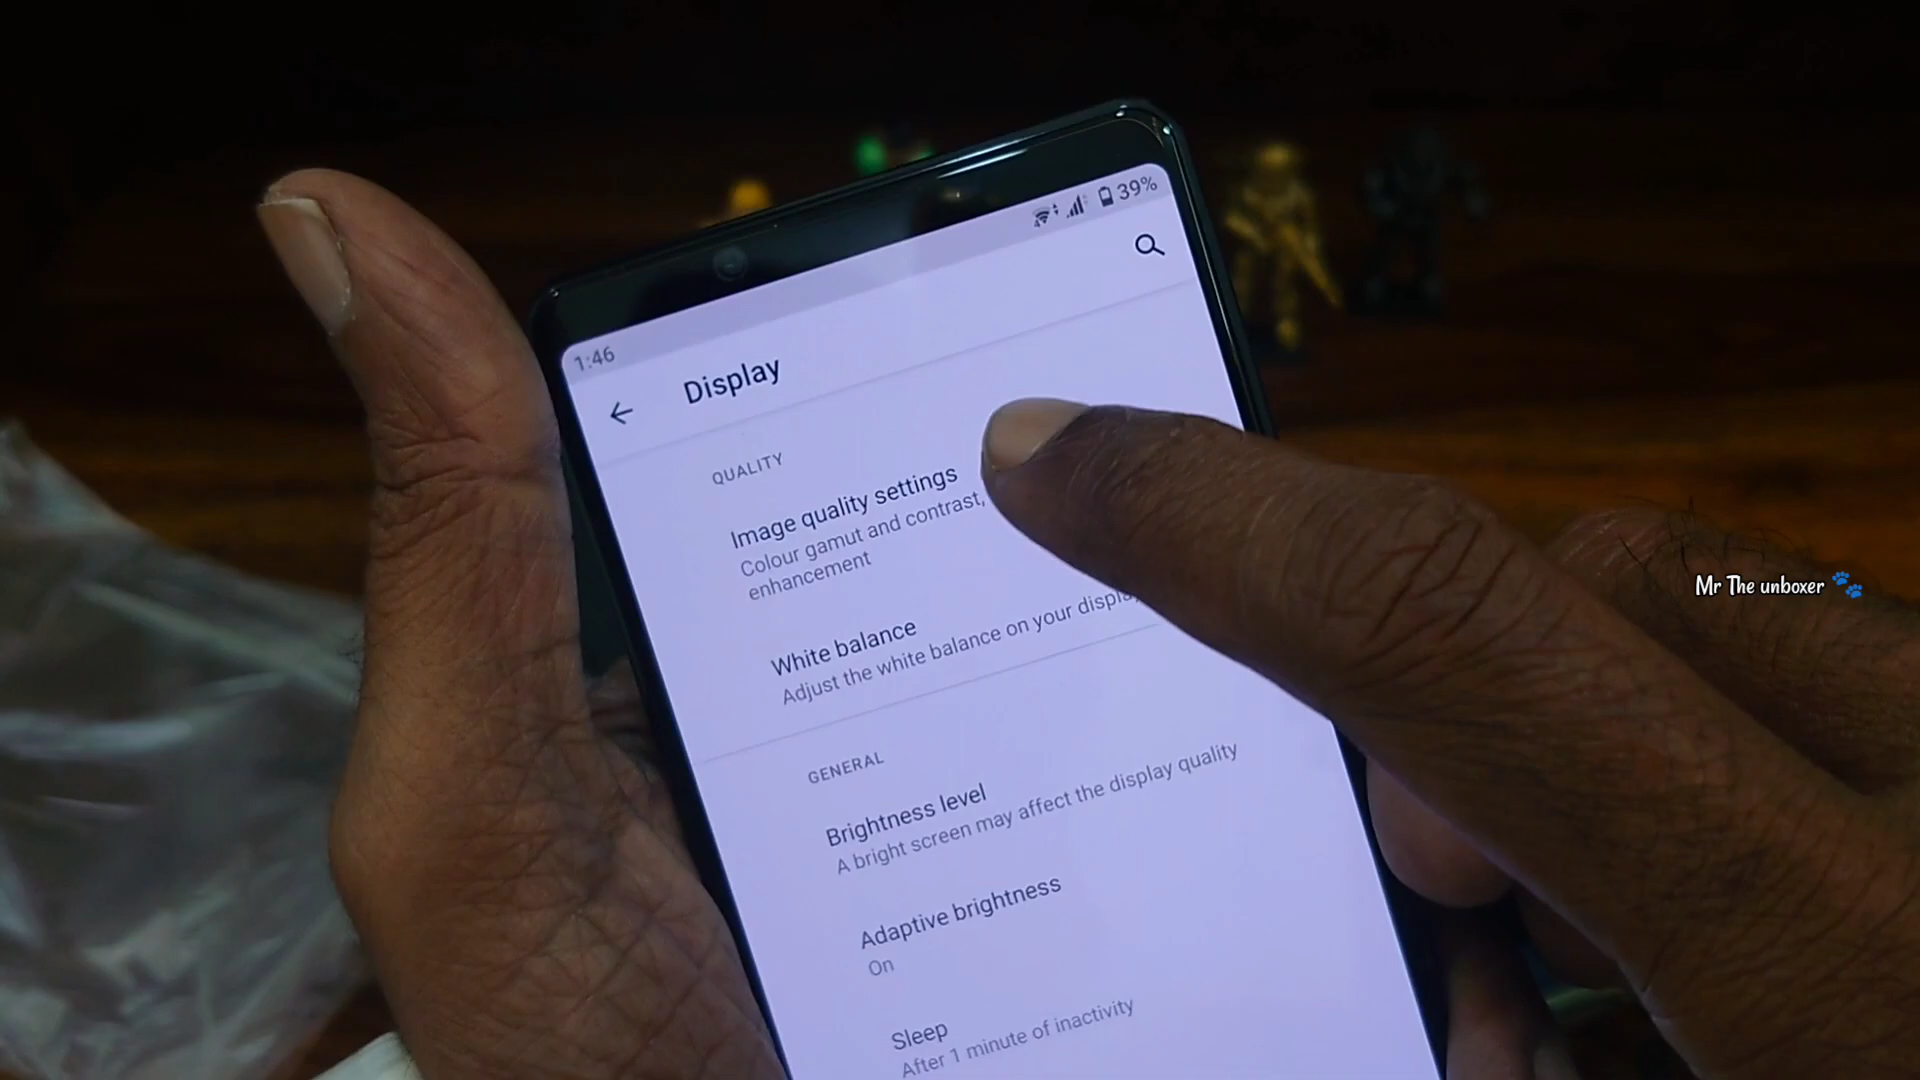 39%
1:46
Display
QUALITY
Image quality settings
Colour gamut and contrast,
enhancement
White balance
Adjust the white balance on your
GENERAL
Brightness level
A bright screen may affect the display quality
Adaptive brightness
On
Sleep
After 1 minute of inactivity
Mr The unboxer